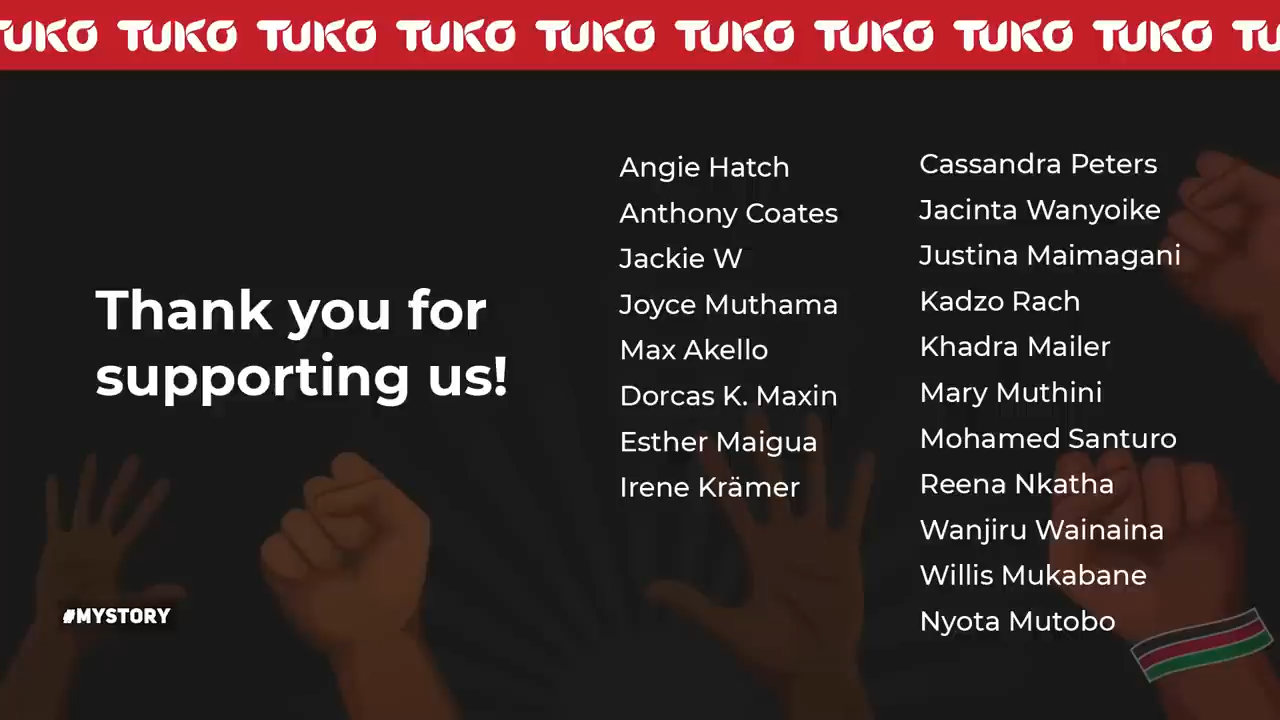 TUKO TUKO TUKO TUKO TUKO TUKO TUKO TUKO TU
Thank you for
supporting us!
#MYSTORY
Angie Hatch
Anthony Coates
Jackie W
Joyce Muthama
Max Akello
Dorcas K. Maxin
Esther Maigua
Irene Krämer
Cassandra Peters
Jacinta Wanyoike
Justina Maimagani
Kadzo Rach
Khadra Mailer
Mary Muthini
Mohamed Santuro
Reena Nkatha
Wanjiru Wainaina
Willis Mukabane
Nyota Mutobo